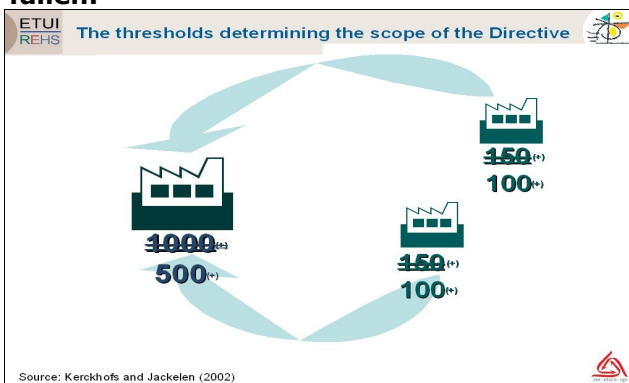 ETUI
REHS
The thresholds determining the scope of the Directive
150(+)
100(+)
1000(+)
500(+)
150(+)
100(+)
Source: Kerckhofs and Jackelen (2002)